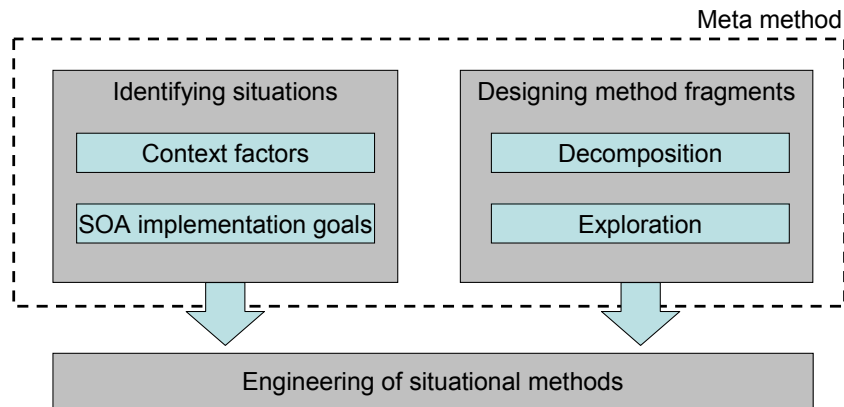 Meta method
Identifying situations
Context factors
SOA implementation goals
Designing method fragments
Decomposition
Exploration
Engineering of situational methods